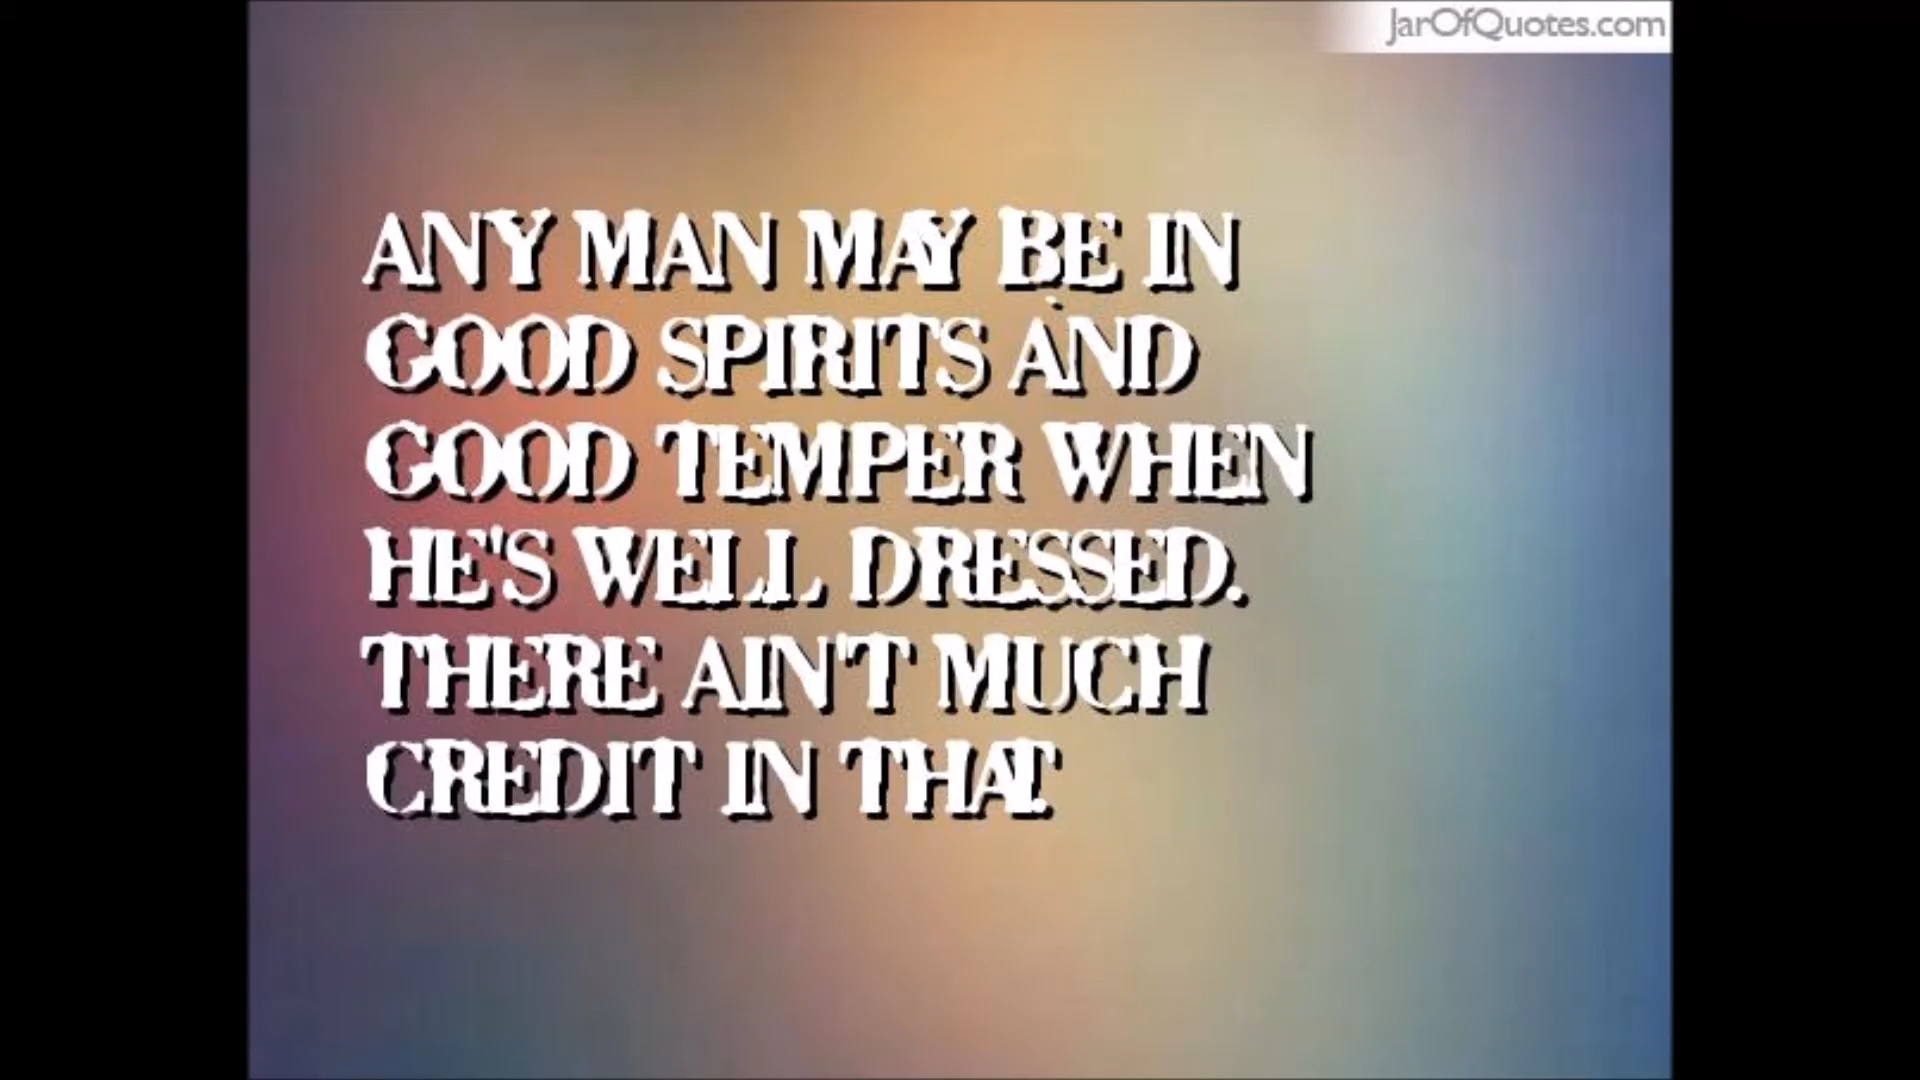 JarOfQuotes.com
ANY MAN MAY BE IN
GOOD SPIRITS AND
GOOD TEMPER WHEN
HE'S WELL DRESSED.
THERE AIN'T MUCH
CREDIT IN THAT.